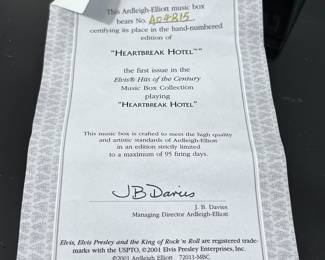 This Ardleigh-Elliott music box
bears No. A09815
certifying its place in the hand-numbered
edition of
"HEARTBREAK HOTEL""
the first issue in the
Elvis® Hits of the Century
Music Box Collection
playing
"HEARTBREAK HOTEL"
This music box is crafted to meet the high quality
and artistic standards of Ardleigh-Elliott
in an edition strictly limited
to a maximum of 95 firing days.
JB Davies
J. B. Davies
Managing Director Ardleigh-Elliott
Elvis, Elvis Presley and the King of Rock 'n Roll are registered trade-
marks with the USPTO, ©2001 Elvis Presley Enterprises, Inc.
©2001 Ardleigh Elliott 72013-MBC